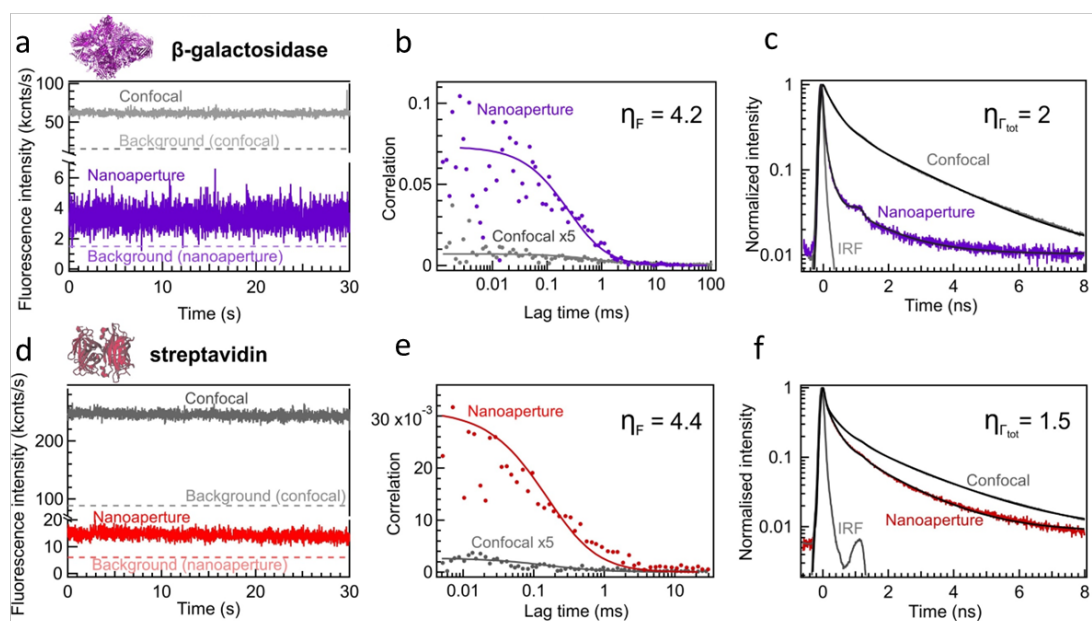 a
β-galactosidase
Fluorescence intensity (kcnts/s)
100
50
6
4
2
0
Confocal
Background (confocal)
Nanoaperture
Background (nanoaperture)
0 10 20 30
Time (s)
b
Correlation
0.1
0.05
0
Nanoaperture
η_F = 4.2
Confocal x5
0.01 0.1 1 10 100
Lag time (ms)
c
Normalized intensity
1
0.1
0.01
η_Γtot = 2
Confocal
Nanoaperture
IRF
0 2 4 6 8
Time (ns)
d
streptavidin
Fluorescence intensity (kcnts/s)
200
100
20
10
0
Confocal
Background (confocal)
Nanoaperture
Background (nanoaperture)
0 10 20 30
Time (s)
e
Correlation
30 x10⁻³
20
10
0
Nanoaperture
η_F = 4.4
Confocal x5
0.01 0.1 1 10
Lag time (ms)
f
Normalised intensity
1
0.1
0.01
η_Γtot = 1.5
Confocal
Nanoaperture
IRF
0 2 4 6 8
Time (ns)